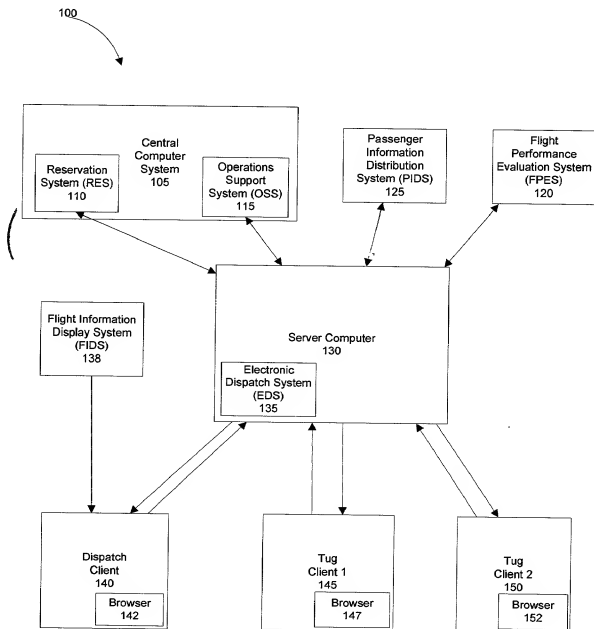 100
Central
Computer
System
105
Reservation
System (RES)
110
Operations
Support
System (OSS)
115
Passenger
Information
Distribution
System (PIDS)
125
Flight
Performance
Evaluation System
(FPES)
120
Flight Information
Display System
(FIDS)
138
Server Computer
130
Electronic
Dispatch System
(EDS)
135
Dispatch
Client
140
Browser
142
Tug
Client 1
145
Browser
147
Tug
Client 2
150
Browser
152